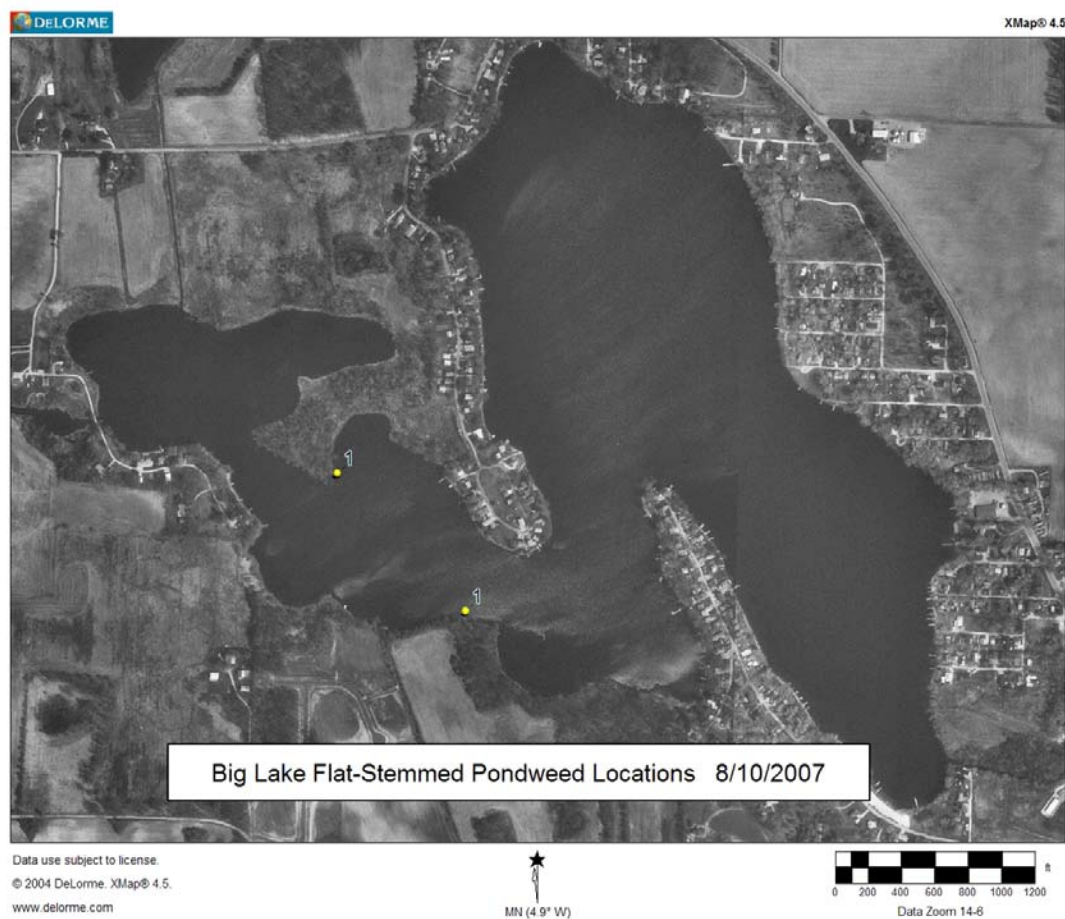 DELORME
XMap® 4.5
1
1
Big Lake Flat-Stemmed Pondweed Locations 8/10/2007
Data use subject to license.
© 2004 DeLorme. XMap® 4.5.
www.delorme.com
MN (4.9° W)
ft
0 200 400 600 800 1000 1200
Data Zoom 14-6